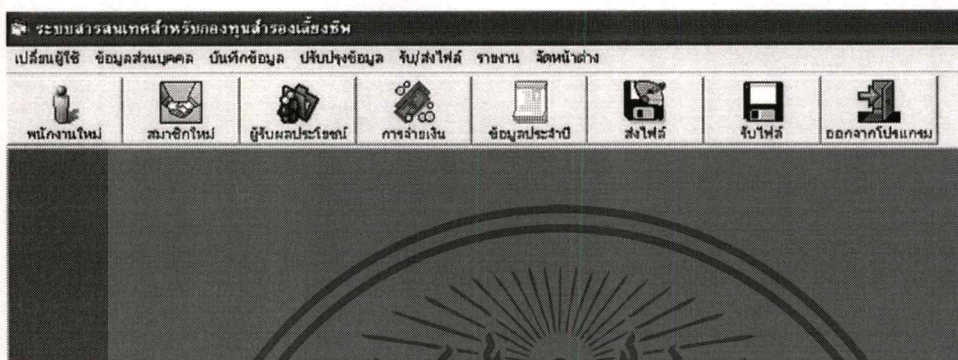 ระบบสารสนเทศสำหรับกองทุนสำรองเลี้ยงชีพ
เปลี่ยนผู้ใช้ ข้อมูลส่วนบุคคล บันทึกข้อมูล ปรับปรุงข้อมูล รับ/ส่งไฟล์ รายงาน จัดหน้าต่าง
พนักงานใหม่ สมาชิกใหม่ ผู้รับผลประโยชน์ การจ่ายเงิน ข้อมูลประจำปี ส่งไฟล์ รับไฟล์ ออกจากโปรแกรม